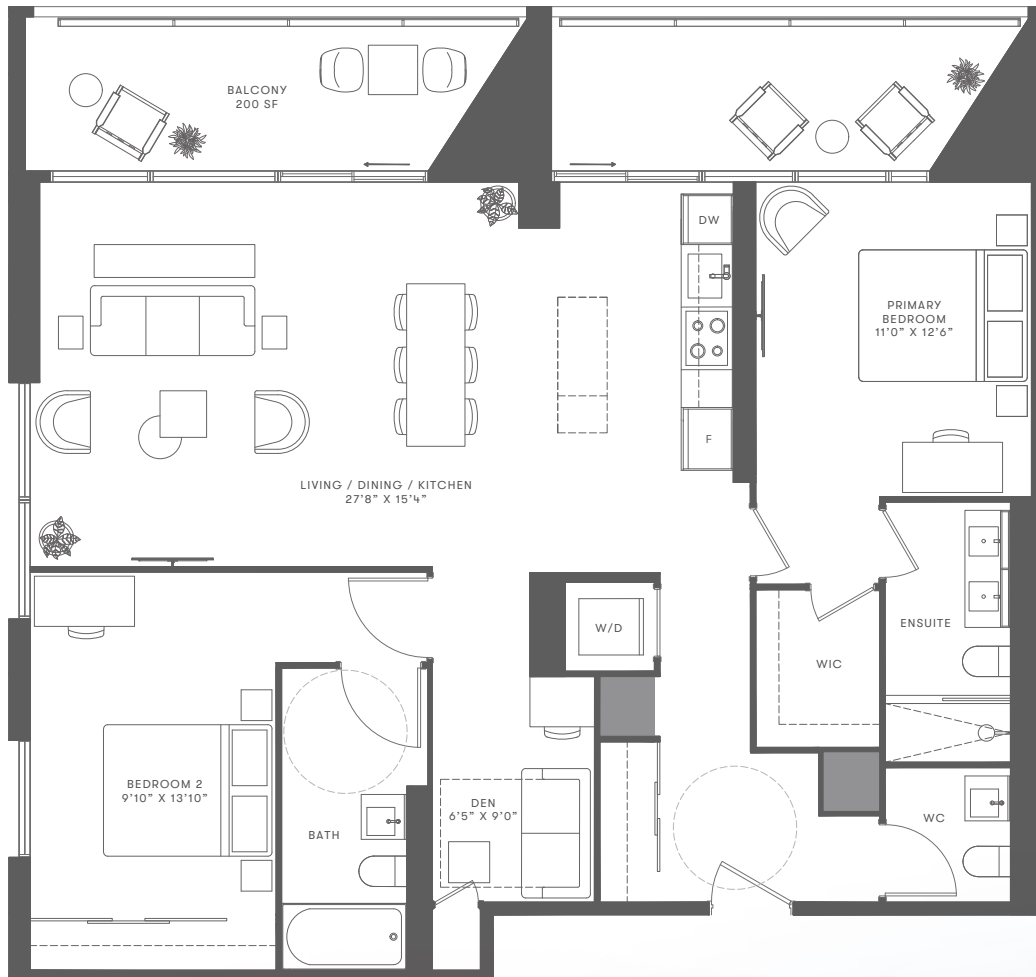 BALCONY
200 SF
DW
PRIMARY
BEDROOM
11'0" X 12'6"
F
LIVING / DINING / KITCHEN
27'8" X 15'4"
W/D
ENSUITE
WIC
BEDROOM 2
9'10" X 13'10"
DEN
6'5" X 9'0"
BATH
WC